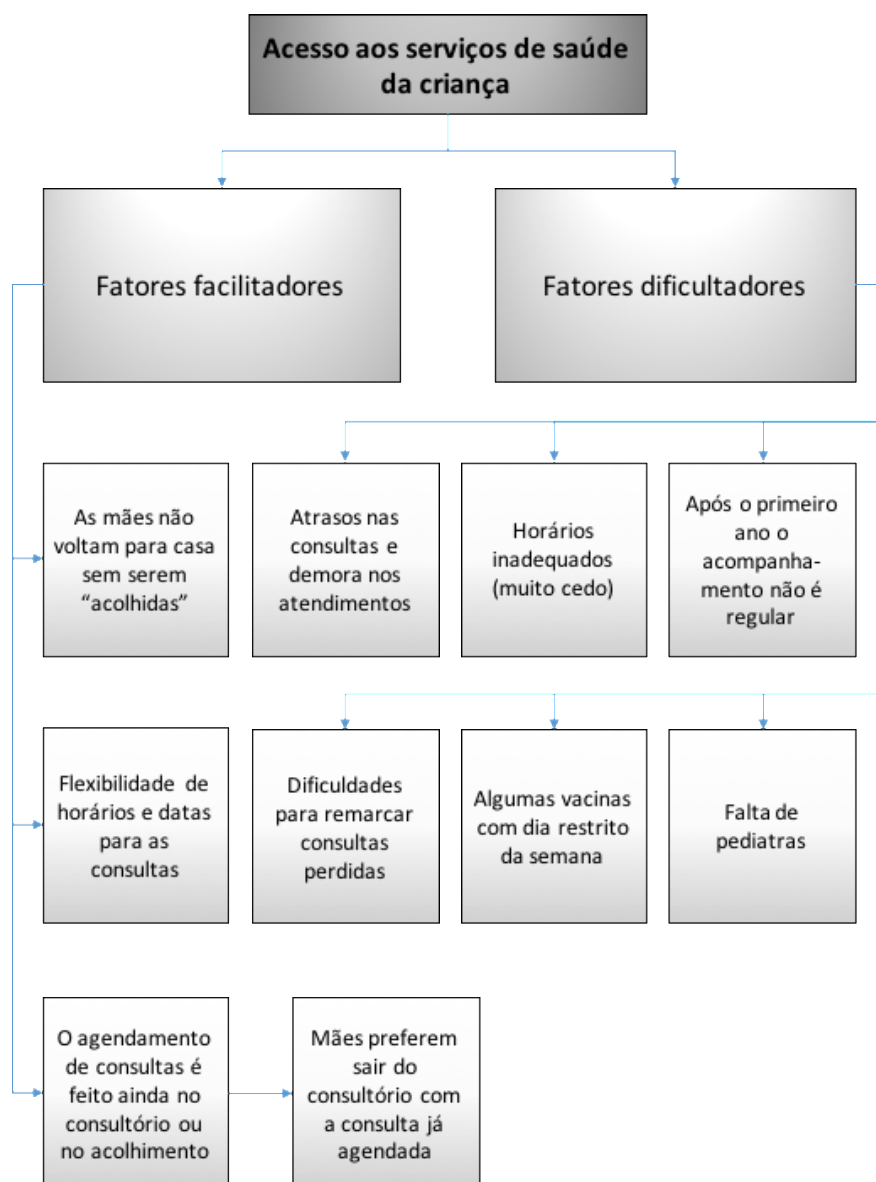 Acesso aos serviços de saúde
da criança
Fatores facilitadores
Fatores dificultadores
As mães não
voltam para casa
sem serem
“acolhidas”
Atrasos nas
consultas e
demora nos
atendimentos
Horários
inadequados
(muito cedo)
Após o primeiro
ano o
acompanha-
mento não é
regular
Flexibilidade de
horários e datas
para as
consultas
Dificuldades
para remarcar
consultas
perdidas
Algumas vacinas
com dia restrito
da semana
Falta de
pediatras
O agendamento
de consultas é
feito ainda no
consultório ou
no acolhimento
Mães preferem
sair do
consultório com
a consulta já
agendada